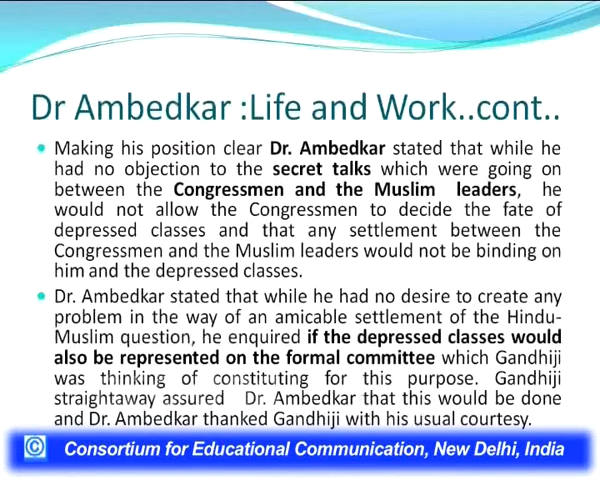 Dr Ambedkar :Life and Work..cont..
Making his position clear Dr. Ambedkar stated that while he
had no objection to the secret talks which were going on
between the Congressmen and the Muslim leaders, he
would not allow the Congressmen to decide the fate of
depressed classes and that any settlement between the
Congressmen and the Muslim leaders would not be binding on
him and the depressed classes.
Dr. Ambedkar stated that while he had no desire to create any
problem in the way of an amicable settlement of the Hindu-
Muslim question, he enquired if the depressed classes would
also be represented on the formal committee which Gandhiji
was thinking of constituting for this purpose. Gandhiji
straightaway assured Dr. Ambedkar that this would be done
and Dr. Ambedkar thanked Gandhiji with his usual courtesy.
© Consortium for Educational Communication, New Delhi, India